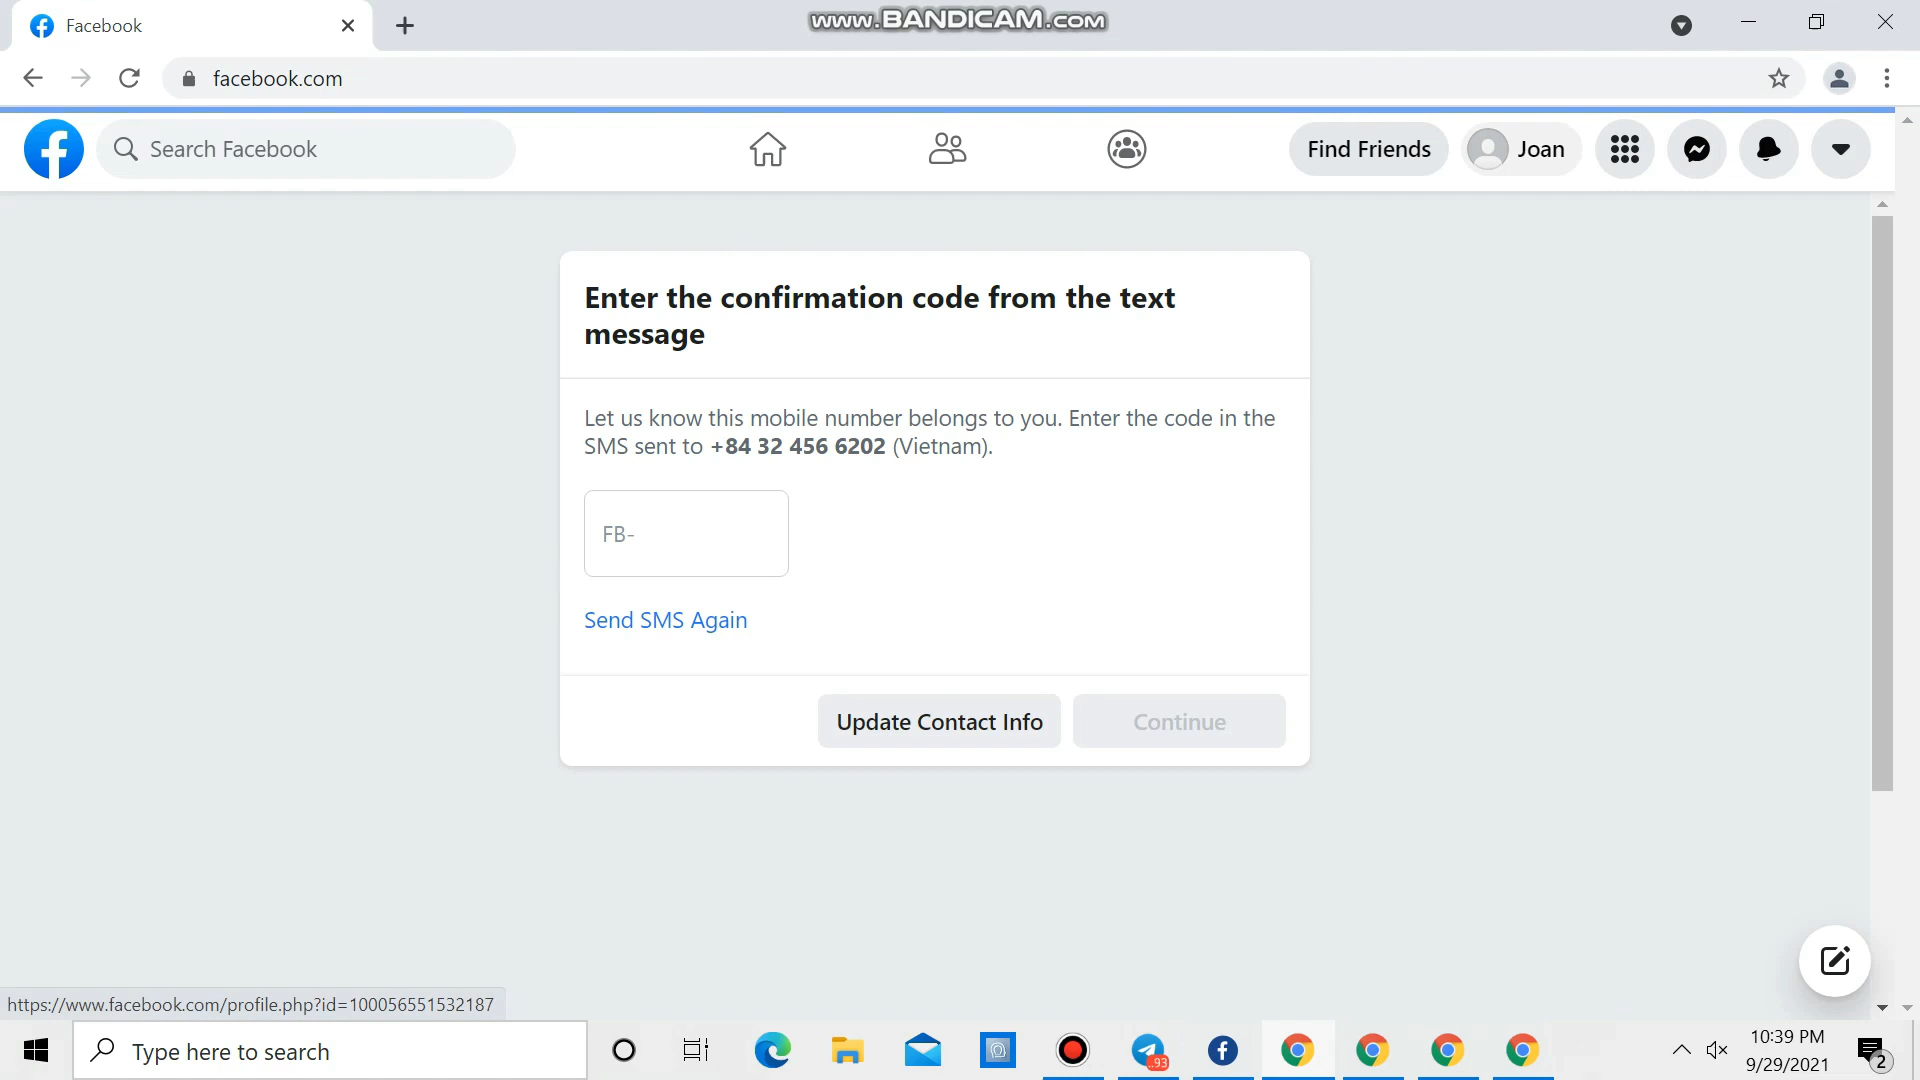 Facebook
www.BANDICAM.com
facebook.com
Search Facebook
Find Friends
Joan
Enter the confirmation code from the text
message
Let us know this mobile number belongs to you. Enter the code in the
SMS sent to +84 32 456 6202 (Vietnam).
FB-
Send SMS Again
Update Contact Info
Continue
https://www.facebook.com/profile.php?id=100056551532187
Type here to search
93
10:39 PM
9/29/2021
2